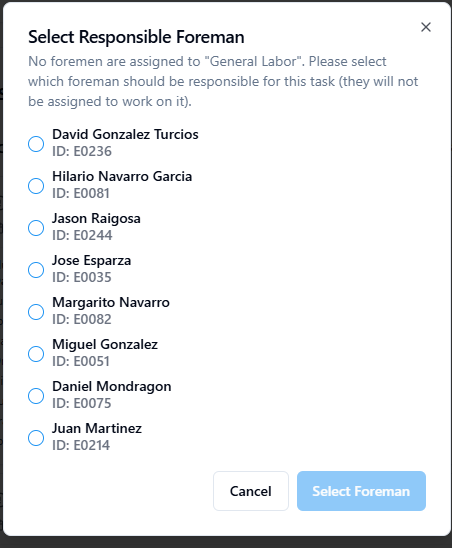 Select Responsible Foreman
No foremen are assigned to "General Labor". Please select
which foreman should be responsible for this task (they will not
be assigned to work on it).
David Gonzalez Turcios
ID: E0236
Hilario Navarro Garcia
ID: E0081
Jason Raigosa
ID: E0244
Jose Esparza
ID: E0035
Margarito Navarro
ID: E0082
Miguel Gonzalez
ID: E0051
Daniel Mondragon
ID: E0075
Juan Martinez
ID: E0214
Cancel
Select Foreman